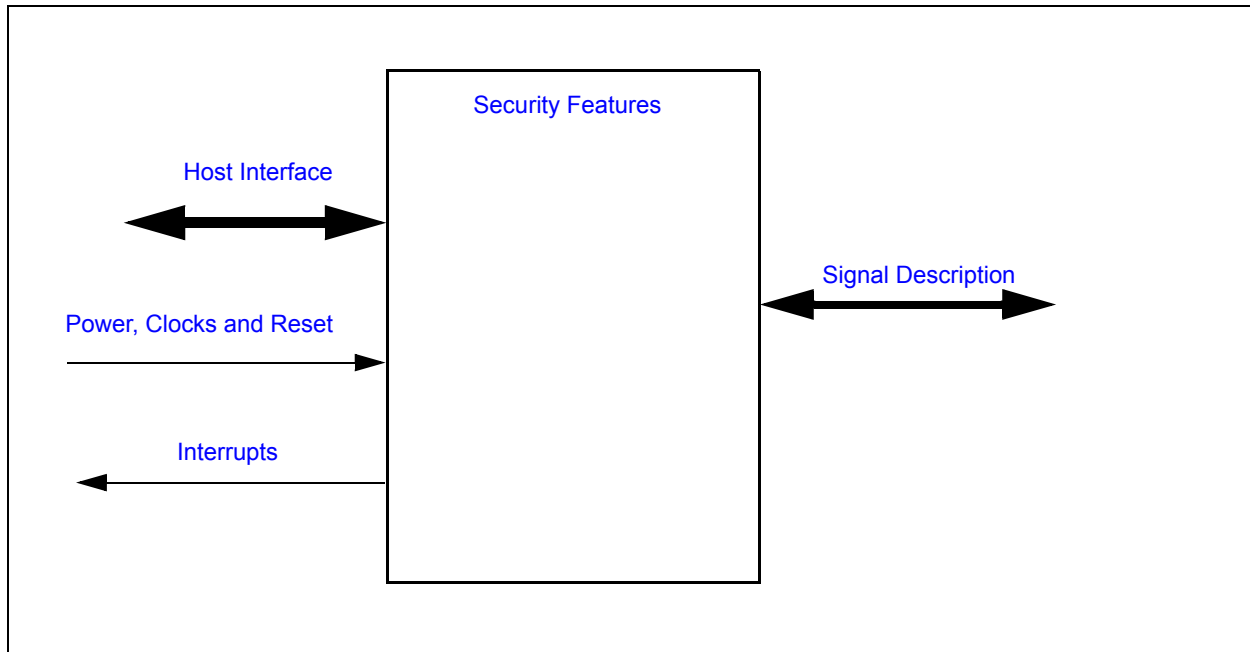 Security Features
Host Interface
Signal Description
Power, Clocks and Reset
Interrupts